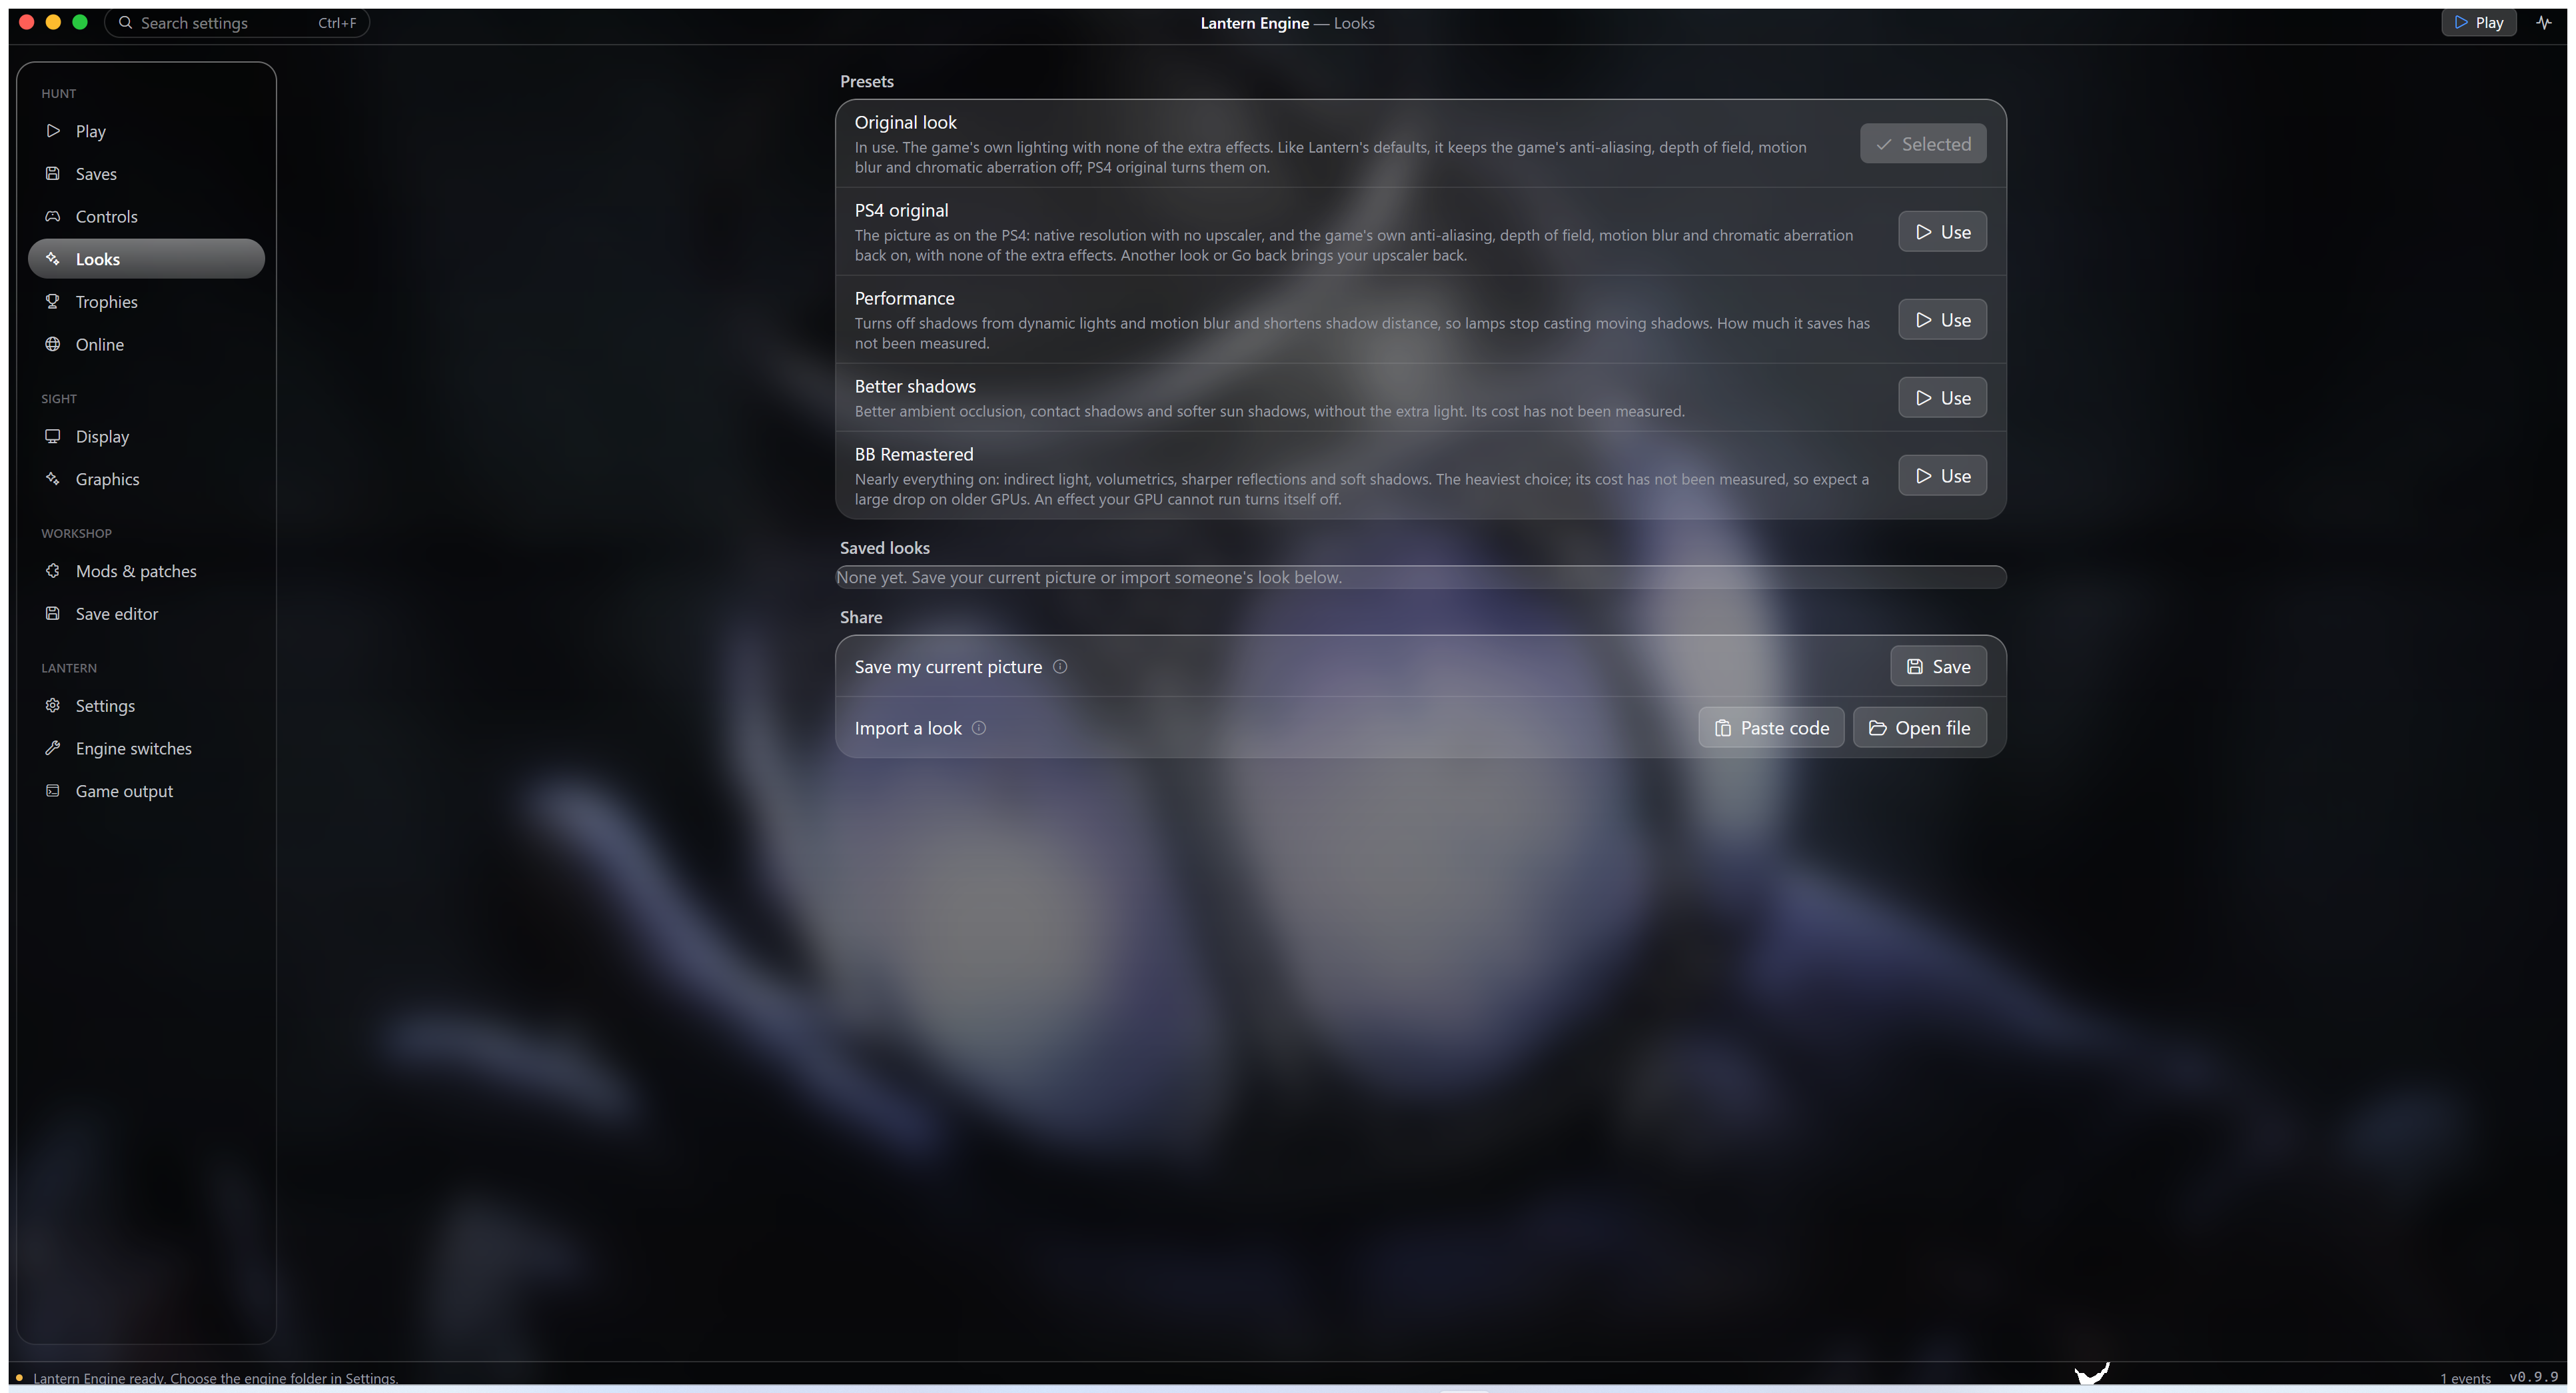 Search settings Ctrl+F
Lantern Engine — Looks
Play
HUNT
Play
Saves
Controls
Looks
Trophies
Online
SIGHT
Display
Graphics
WORKSHOP
Mods & patches
Save editor
LANTERN
Settings
Engine switches
Game output
Presets
Original look
In use. The game's own lighting with none of the extra effects. Like Lantern's defaults, it keeps the game's anti-aliasing, depth of field, motion
blur and chromatic aberration off; PS4 original turns them on.
Selected
PS4 original
The picture as on the PS4: native resolution with no upscaler, and the game's own anti-aliasing, depth of field, motion blur and chromatic aberration
back on, with none of the extra effects. Another look or Go back brings your upscaler back.
Use
Performance
Turns off shadows from dynamic lights and motion blur and shortens shadow distance, so lamps stop casting moving shadows. How much it saves has
not been measured.
Use
Better shadows
Better ambient occlusion, contact shadows and softer sun shadows, without the extra light. Its cost has not been measured.
Use
BB Remastered
Nearly everything on: indirect light, volumetrics, sharper reflections and soft shadows. The heaviest choice; its cost has not been measured, so expect a
large drop on older GPUs. An effect your GPU cannot run turns itself off.
Use
Saved looks
None yet. Save your current picture or import someone's look below.
Share
Save my current picture
Save
Import a look
Paste code
Open file
Lantern Engine ready. Choose the engine folder in Settings.
1 events v0.9.9